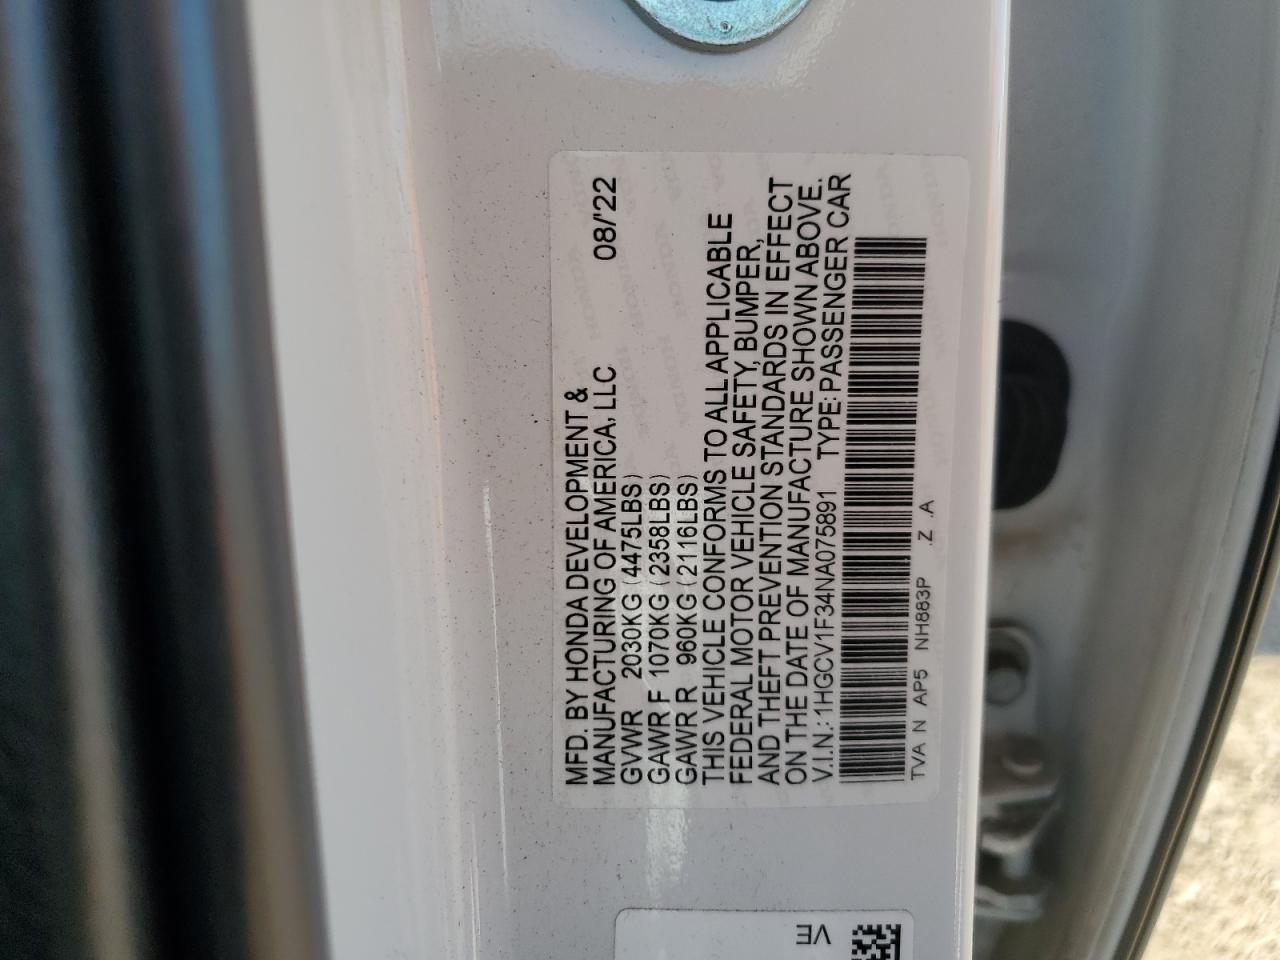 MFD. BY HONDA DEVELOPMENT &
MANUFACTURING OF AMERICA, LLC 08/'22
GVWR 2030KG (4475LBS)
GAWR F 1070KG (2358LBS)
GAWR R 960KG (2116LBS)
THIS VEHICLE CONFORMS TO ALL APPLICABLE
FEDERAL MOTOR VEHICLE SAFETY, BUMPER,
AND THEFT PREVENTION STANDARDS IN EFFECT
ON THE DATE OF MANUFACTURE SHOWN ABOVE.
V.I.N.: 1HGCV1F34NA075891 TYPE: PASSENGER CAR
TVA N AP5 NH883P .Z .A
VE